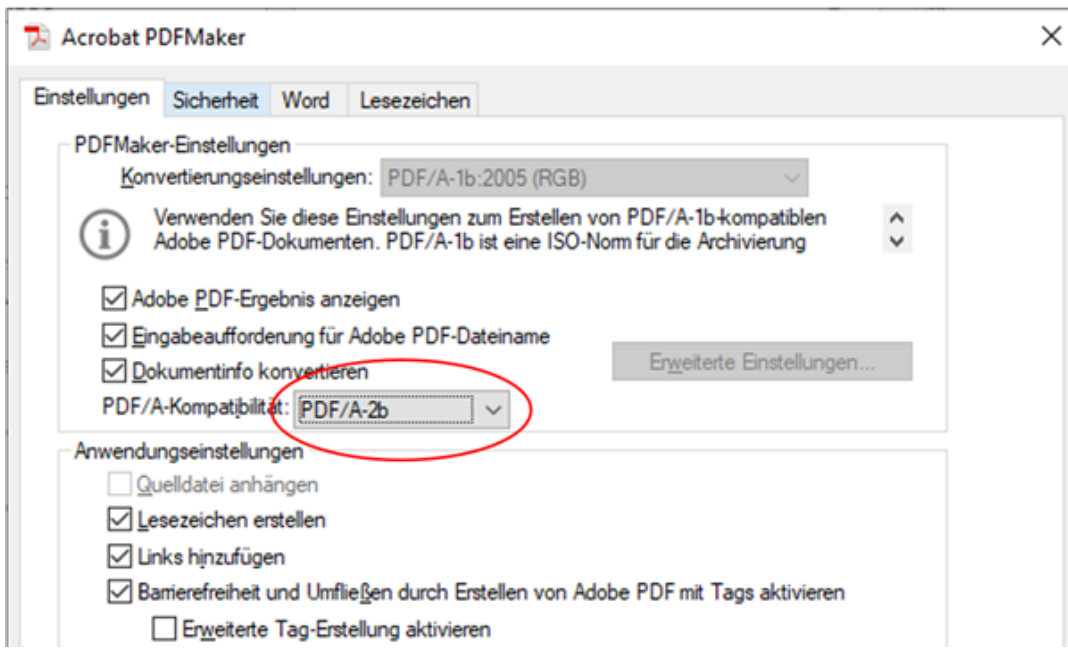 Acrobat PDFMaker
Einstellungen Sicherheit Word Lesezeichen
PDFMaker-Einstellungen
Konvertierungseinstellungen: PDF/A-1b:2005 (RGB)
Verwenden Sie diese Einstellungen zum Erstellen von PDF/A-1b-kompatiblen
Adobe PDF-Dokumenten. PDF/A-1b ist eine ISO-Norm für die Archivierung
Adobe PDF-Ergebnis anzeigen
Eingabeaufforderung für Adobe PDF-Dateiname
Dokumentinfo konvertieren
Erweiterte Einstellungen...
PDF/A-Kompatibilität: PDF/A-2b
Anwendungseinstellungen
Quelldatei anhängen
Lesezeichen erstellen
Links hinzufügen
Barrierefreiheit und Umfließen durch Erstellen von Adobe PDF mit Tags aktivieren
Erweiterte Tag-Erstellung aktivieren